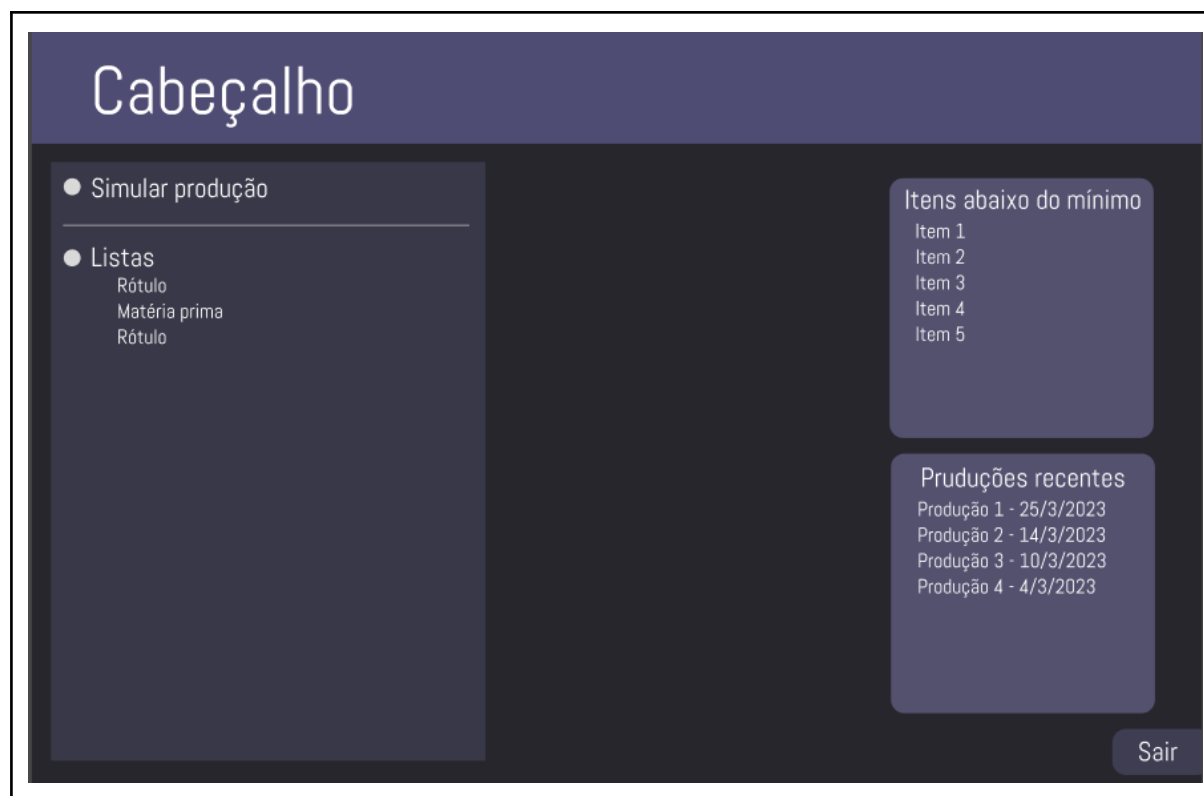 Cabeçalho
Simular produção
Listas
Rótulo
Matéria prima
Rótulo
Itens abaixo do mínimo
Item 1
Item 2
Item 3
Item 4
Item 5
Pruduções recentes
Produção 1 - 25/3/2023
Produção 2 - 14/3/2023
Produção 3 - 10/3/2023
Produção 4 - 4/3/2023
Sair